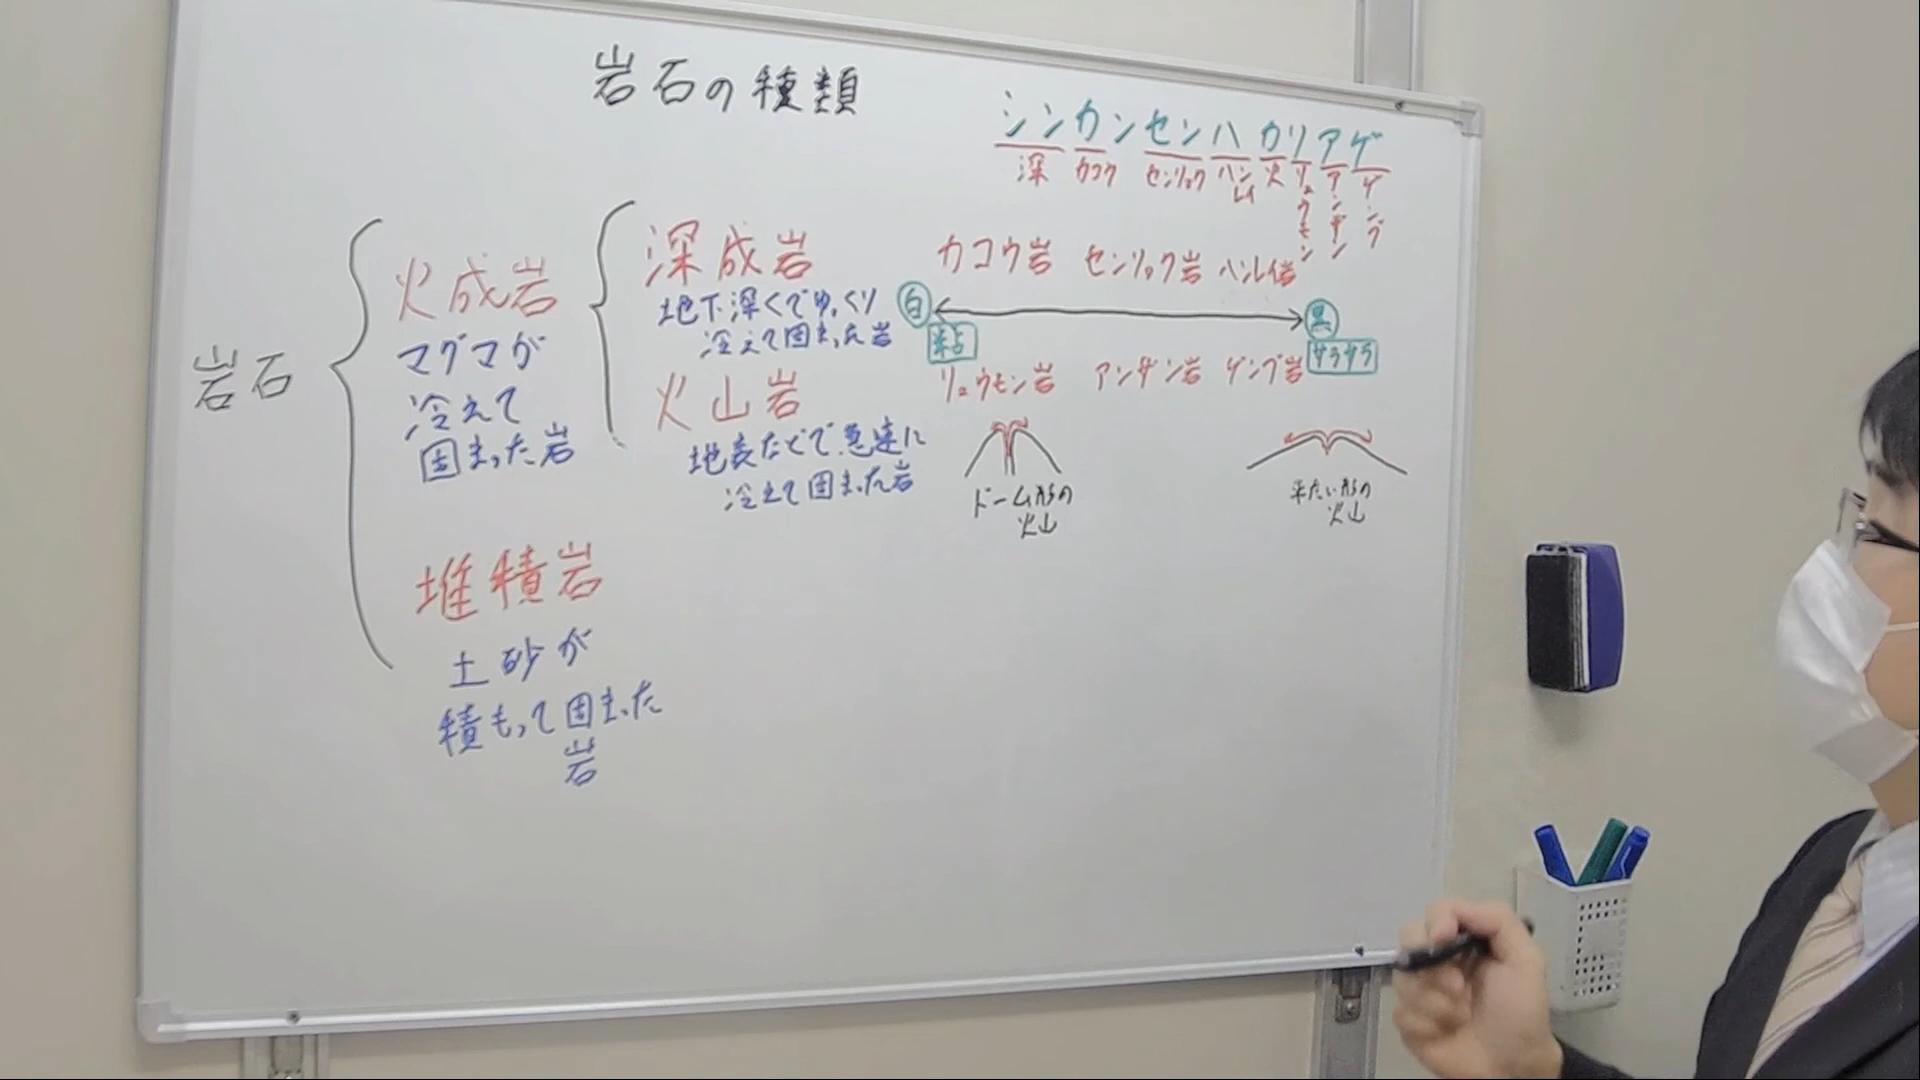 岩石の種類
シンカンセンハ カリアゲ
深 カコウ センリョク ハンレイ 火 リュウモン アンザン ゲンブ
岩石
火成岩
マグマが
冷えて
固まった岩
深成岩
地下深くでゆっくり
冷えて固まった岩
火山岩
地表などで急速に
冷えて固まった岩
カコウ岩 センリョク岩 ハンレイ岩
白 黒
粘 サラサラ
リュウモン岩 アンザン岩 ゲンブ岩
ドーム形の
火山
平たい形の
火山
堆積岩
土砂が
積もって固まった
岩